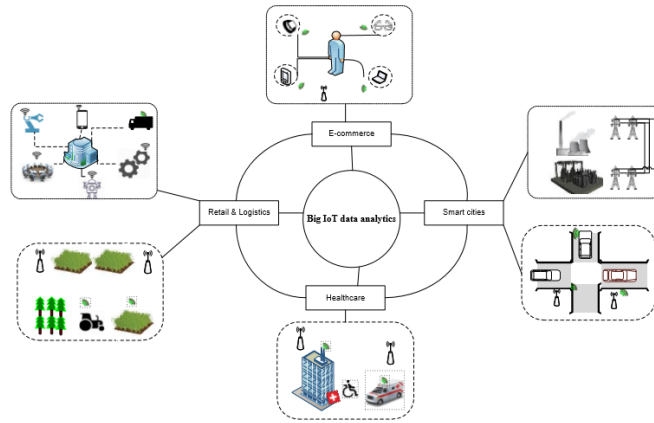 E-commerce
Retail & Logistics
Big IoT data analytics
Smart cities
Healthcare